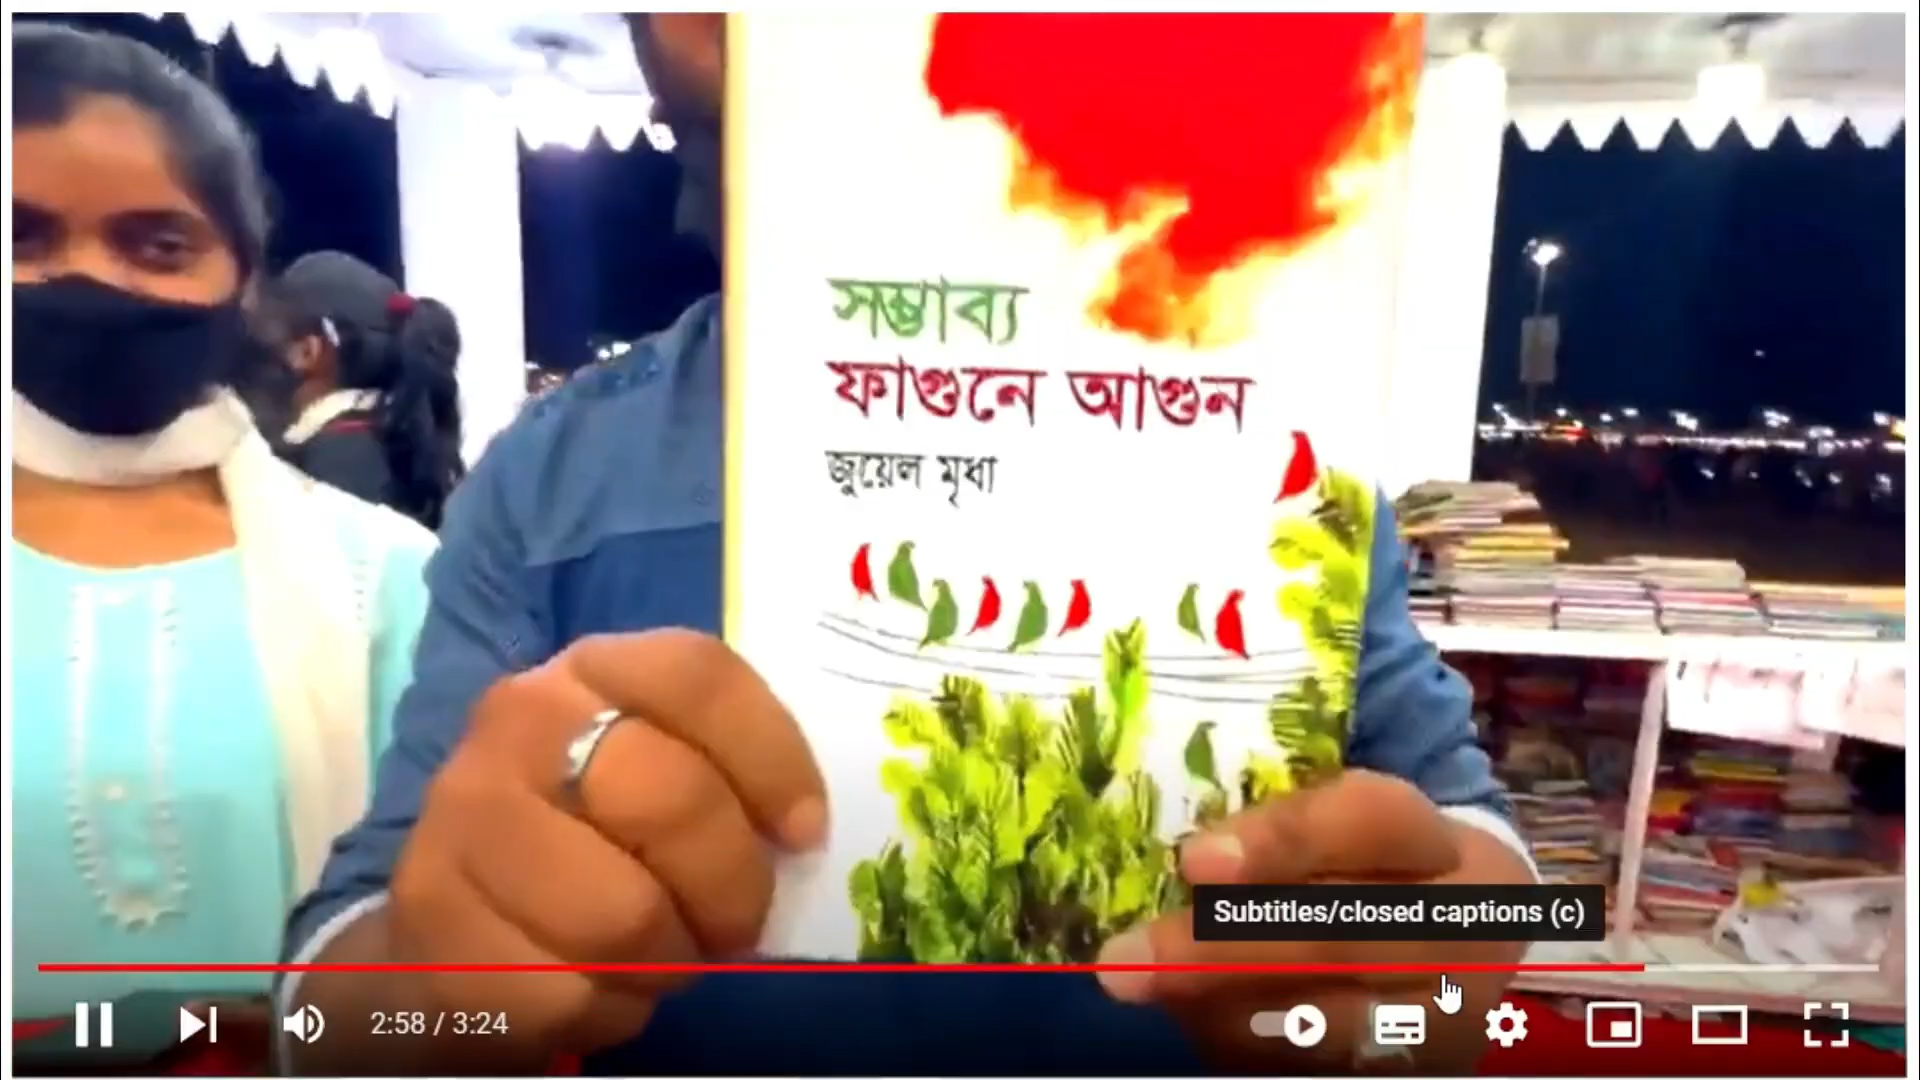 সম্ভাব্য
ফাগুনে আগুন
জুয়েল মৃধা
Subtitles/closed captions (c)
2:58 / 3:24